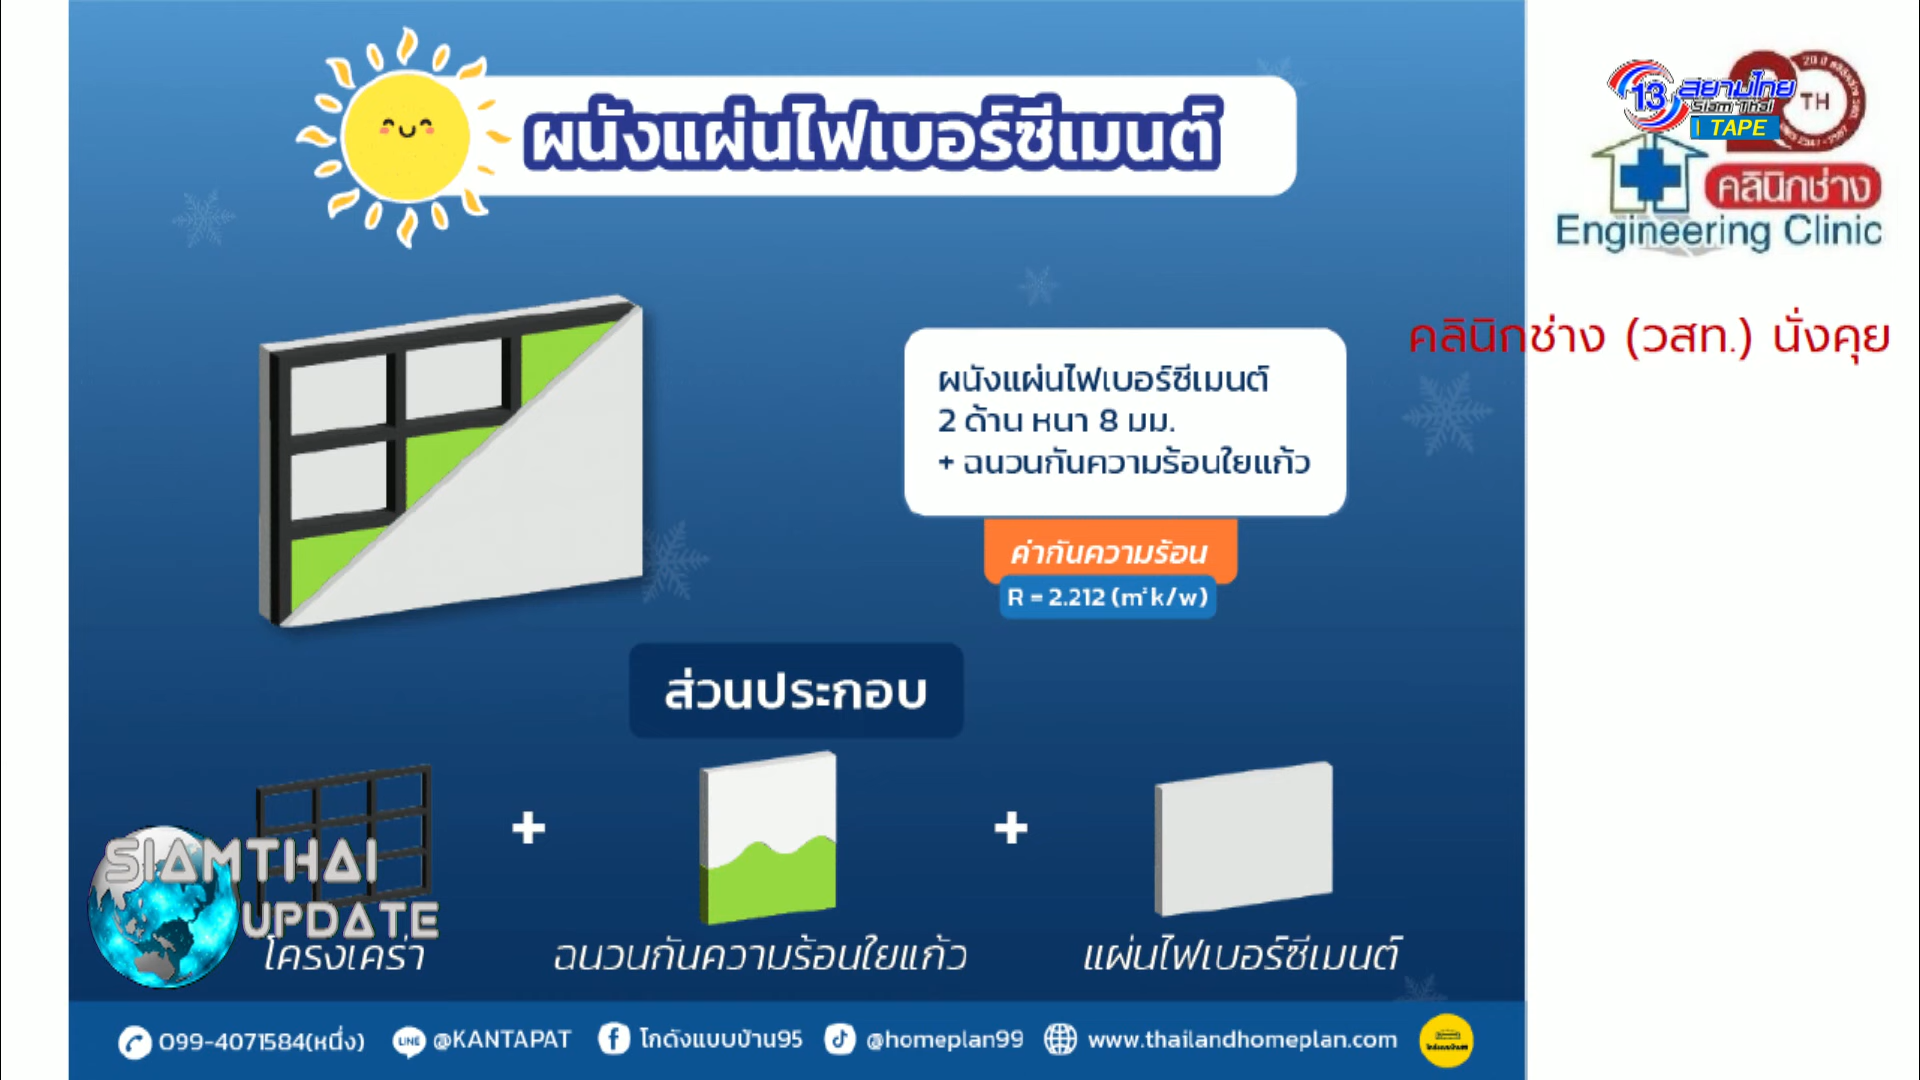 ผนังแผ่นไฟเบอร์ซีเมนต์
13 สยามไทย
Siam Thai
TAPE
TH
คลินิกช่าง
Engineering Clinic
คลินิกช่าง (วสท.) นั่งคุย
ผนังแผ่นไฟเบอร์ซีเมนต์
2 ด้าน หนา 8 มม.
+ ฉนวนกันความร้อนใยแก้ว
ค่ากันความร้อน
R = 2.212 (m²k/w)
ส่วนประกอบ
+
+
SIAMTHAI
UPDATE
โครงเคร่า
ฉนวนกันความร้อนใยแก้ว
แผ่นไฟเบอร์ซีเมนต์
099-4071584(หนึ่ง)
LINE @KANTAPAT
โกดังแบบบ้าน95
@homeplan99
www.thailandhomeplan.com